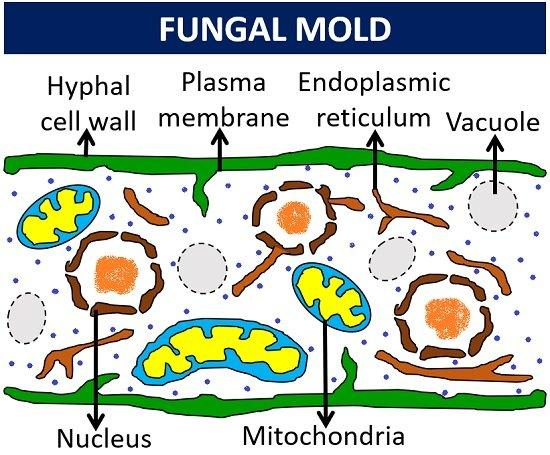 FUNGAL MOLD
Hyphal
cell wall
Plasma
membrane
Endoplasmic
reticulum
Vacuole
Nucleus
Mitochondria